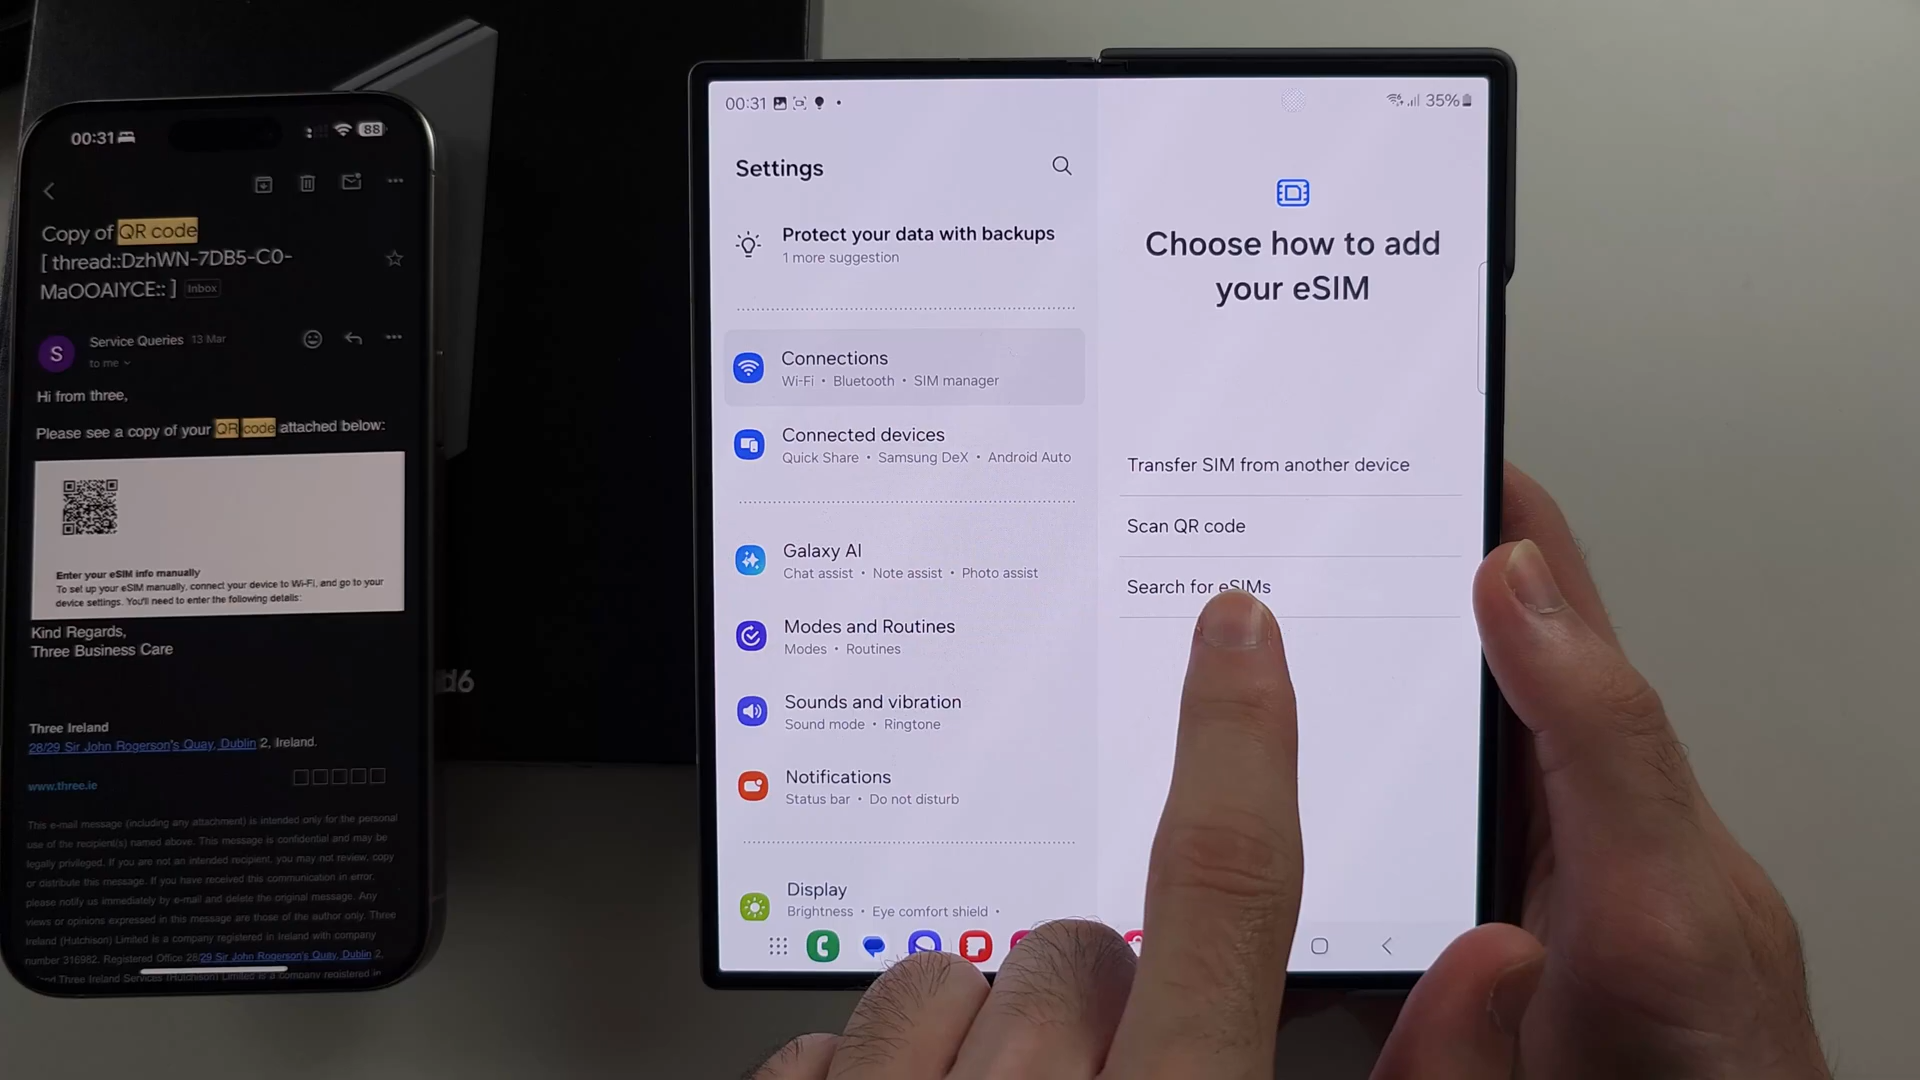 00:31
88
Copy of QR code
[ thread::DzhWN-7DB5-C0-
MaOOAIYCE:: ] Inbox
S
Service Queries 13 Mar
to me
Hi from three,
Please see a copy of your QR code attached below:
Enter your eSIM info manually
To set up your eSIM manually, connect your device to Wi-Fi, and go to your
device settings. You'll need to enter the following details:
Kind Regards,
Three Business Care
Three Ireland
28/29 Sir John Rogerson's Quay, Dublin 2, Ireland.
www.three.ie
This e-mail message (including any attachment) is intended only for the personal
use of the recipient(s) named above. This message is confidential and may be
legally privileged. If you are not an intended recipient, you may not review, copy
or distribute this message. If you have received this communication in error,
please notify us immediately by e-mail and delete the original message. Any
views or opinions expressed in this message are those of the author only. Three
Ireland (Hutchison) Limited is a company registered in Ireland with company
number 316982. Registered Office 28/29 Sir John Rogerson's Quay, Dublin 2,
Three Ireland Services (Hutchison) Limited is a company registered in
d6
00:31
35%
Settings
Protect your data with backups
1 more suggestion
Connections
Wi-Fi • Bluetooth • SIM manager
Connected devices
Quick Share • Samsung DeX • Android Auto
Galaxy AI
Chat assist • Note assist • Photo assist
Modes and Routines
Modes • Routines
Sounds and vibration
Sound mode • Ringtone
Notifications
Status bar • Do not disturb
Display
Brightness • Eye comfort shield •
Choose how to add
your eSIM
Transfer SIM from another device
Scan QR code
Search for eSIMs